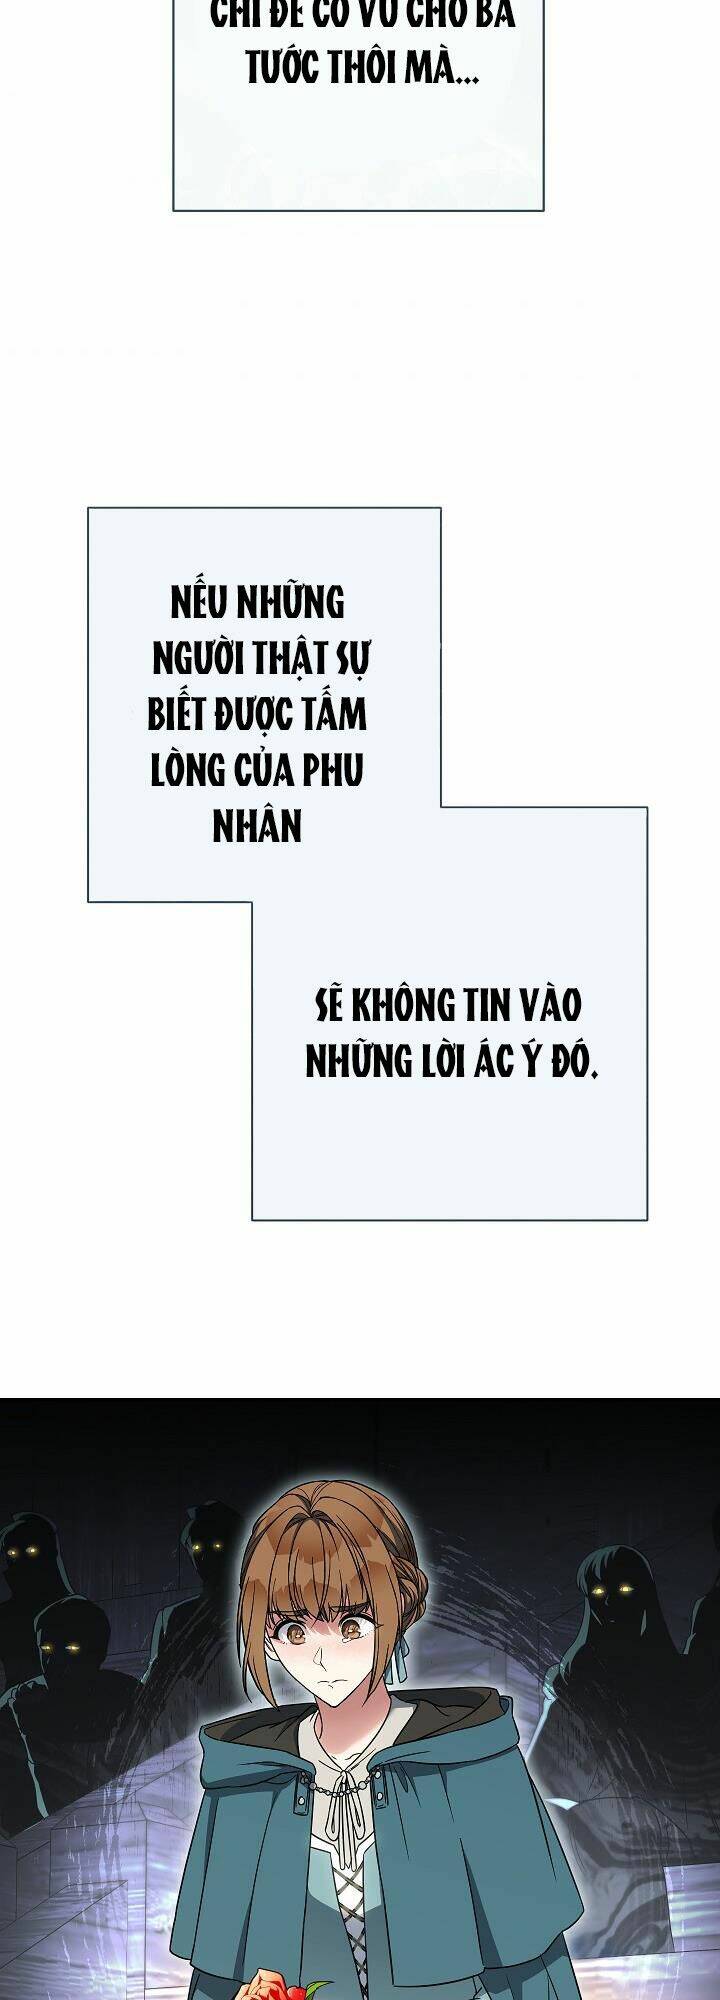 CHỈ ĐỂ CỔ VŨ CHO BÁ
TƯỚC THÔI MÀ...
NẾU NHỮNG
NGƯỜI THẬT SỰ
BIẾT ĐƯỢC TẤM
LÒNG CỦA PHU
NHÂN
SẼ KHÔNG TIN VÀO
NHỮNG LỜI ÁC Ý ĐÓ.